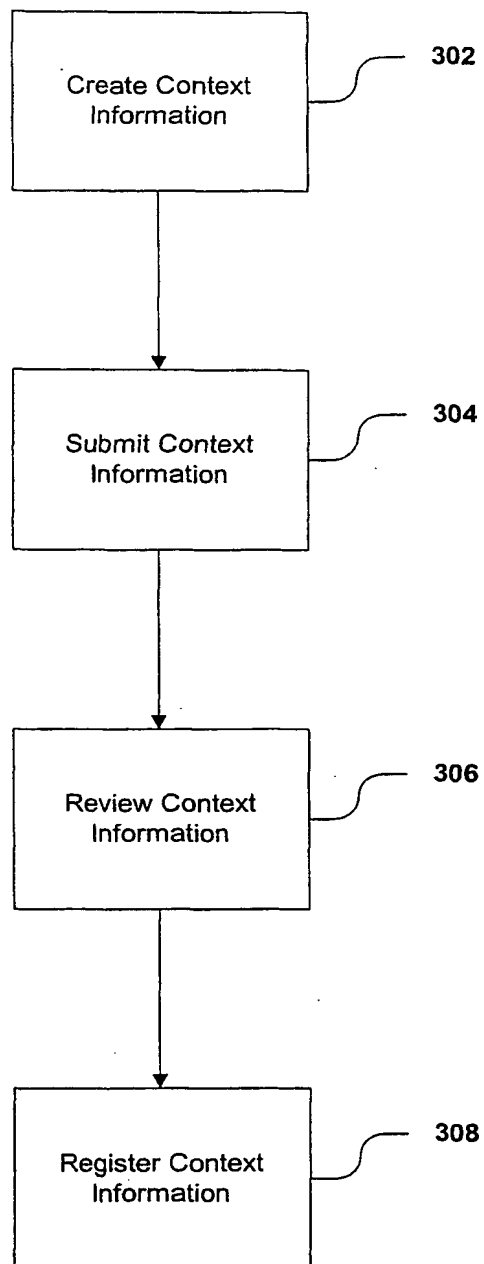 Create Context
Information
302
Submit Context
Information
304
Review Context
Information
306
Register Context
Information
308